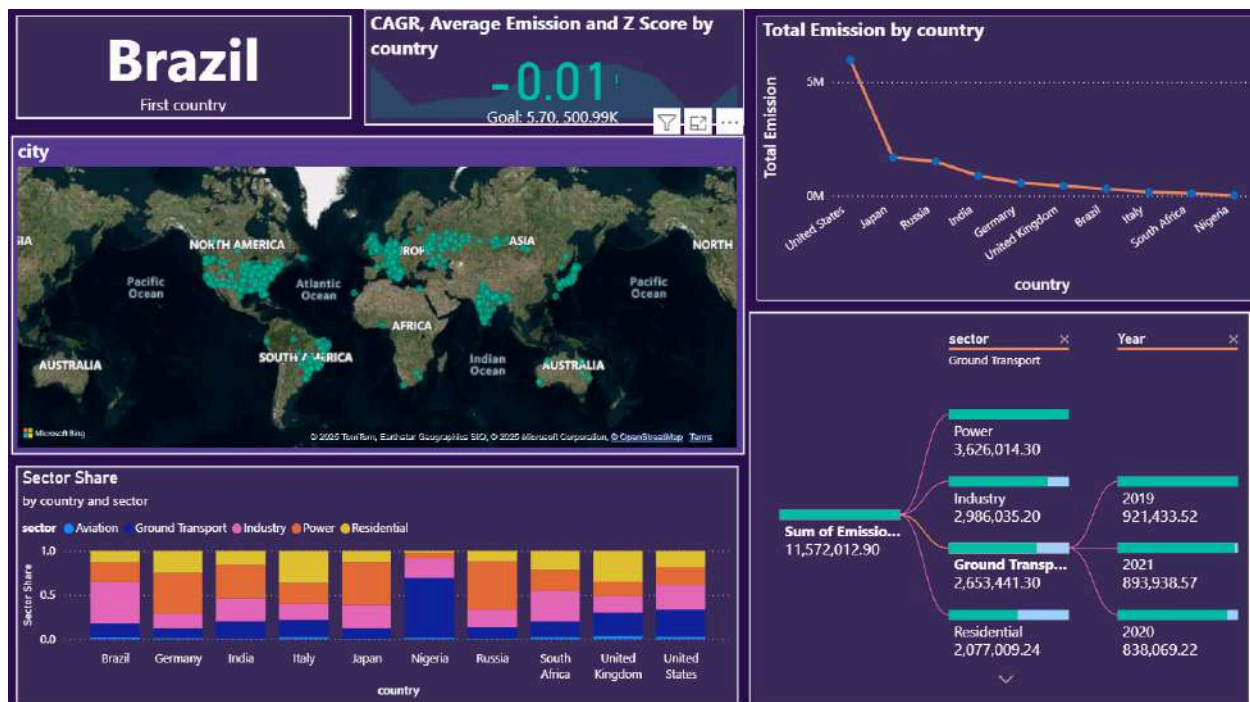 Brazil
First country
CAGR, Average Emission and Z Score by
country
-0.01
Goal: 5.70, 500.99K
Total Emission by country
Total Emission
5M
0M
United States
Japan
Russia
India
Germany
United Kingdom
Brazil
Italy
South Africa
Nigeria
country
city
ASIA
NORTH AMERICA
ASIA
NORTH
Pacific
Ocean
Atlantic
Ocean
Pacific
Ocean
AFRICA
AUSTRALIA
SOUTH AMERICA
Indian
Ocean
AUSTRALIA
Microsoft Bing
© 2025 TomTom, Earthstar Geographics SIO, © 2025 Microsoft Corporation, © OpenStreetMap Terms
Sector Share
by country and sector
sector Aviation Ground Transport Industry Power Residential
Sector Share
1.0
0.5
0.0
Brazil
Germany
India
Italy
Japan
Nigeria
Russia
South
Africa
United
Kingdom
United
States
country
sector
Ground Transport
Year
Sum of Emissio...
11,572,012.90
Power
3,626,014.30
Industry
2,986,035.20
Ground Transp...
2,653,441.30
Residential
2,077,009.24
2019
921,433.52
2021
893,938.57
2020
838,069.22